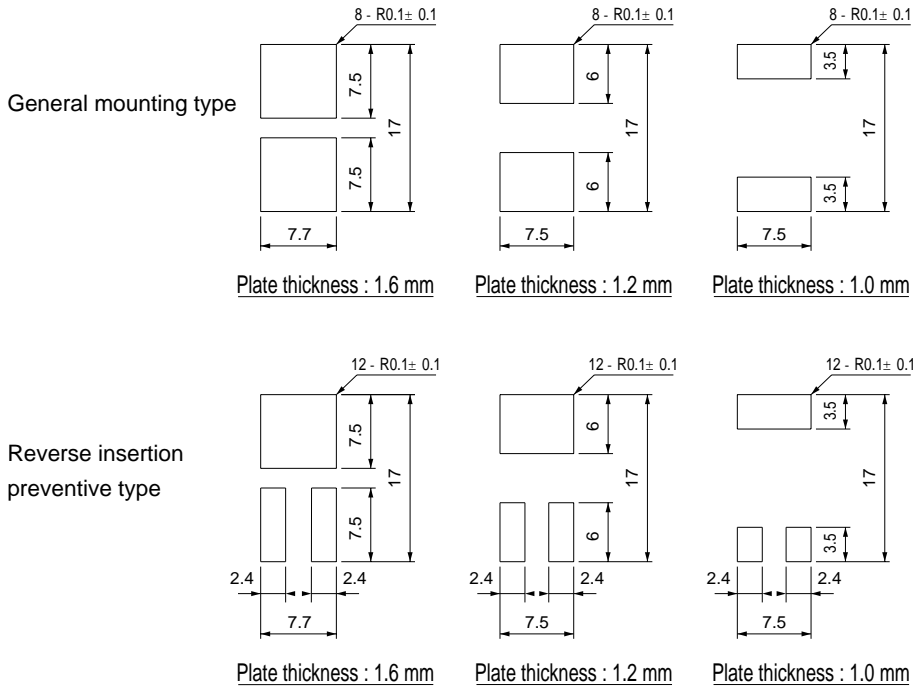 8 - R0.1± 0.1
8 - R0.1± 0.1
8 - R0.1± 0.1
General mounting type
7.5
7.5
17
7.7
6
6
17
7.5
3.5
3.5
17
7.5
Plate thickness : 1.6 mm
Plate thickness : 1.2 mm
Plate thickness : 1.0 mm
12 - R0.1± 0.1
12 - R0.1± 0.1
12 - R0.1± 0.1
Reverse insertion
preventive type
7.5
7.5
17
2.4
2.4
7.7
6
6
17
2.4
2.4
7.5
3.5
3.5
17
2.4
2.4
7.5
Plate thickness : 1.6 mm
Plate thickness : 1.2 mm
Plate thickness : 1.0 mm